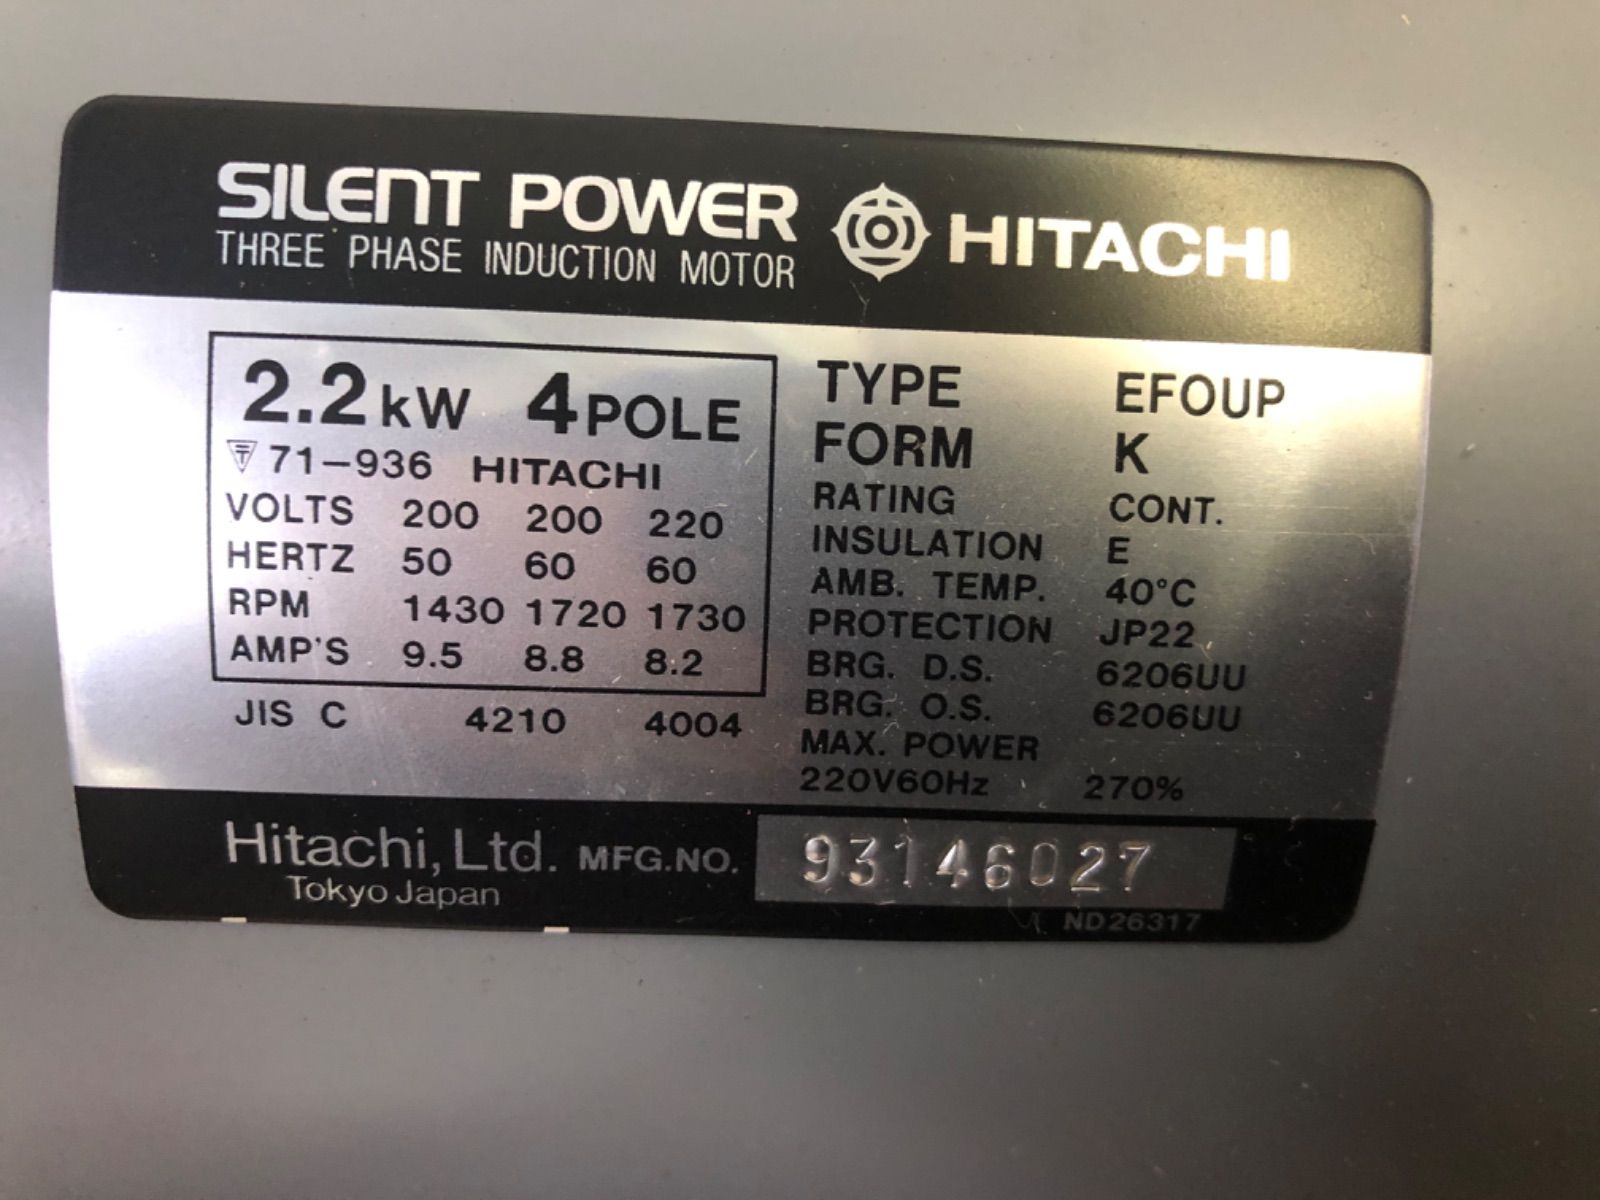 SILENT POWER HITACHI
THREE PHASE INDUCTION MOTOR
2.2kW 4POLE
71-936 HITACHI
VOLTS 200 200 220
HERTZ 50 60 60
RPM 1430 1720 1730
AMP'S 9.5 8.8 8.2
JIS C 4210 4004
TYPE EFOUP
FORM K
RATING CONT.
INSULATION E
AMB. TEMP. 40°C
PROTECTION JP22
BRG. D.S. 6206UU
BRG. O.S. 6206UU
MAX. POWER
220V60Hz 270%
Hitachi, Ltd. MFG.NO. 93146027
Tokyo Japan
ND26317